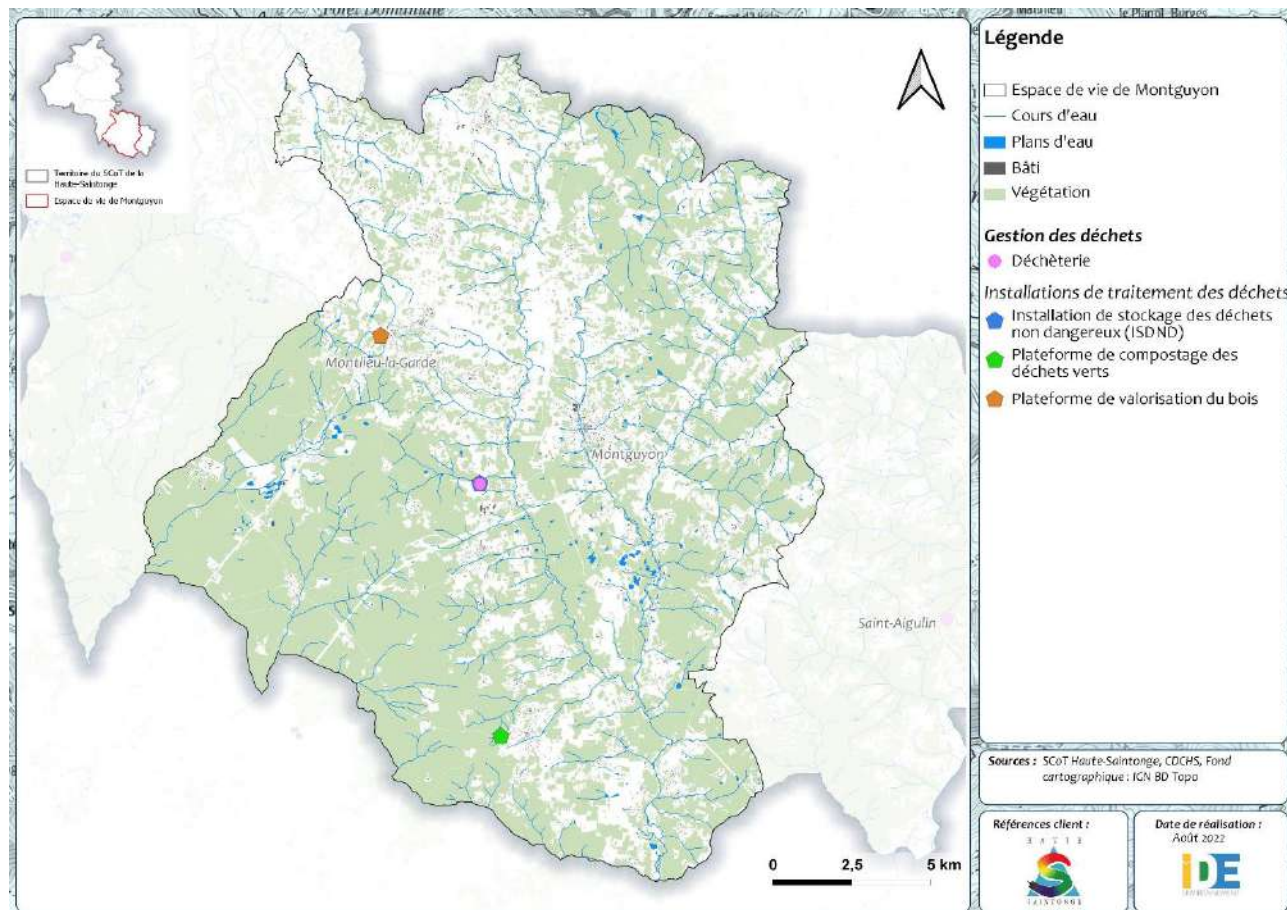 Légende
Espace de vie de Montguyon
Cours d'eau
Plans d'eau
Bâti
Végétation
Gestion des déchets
Déchèterie
Installations de traitement des déchets
Installation de stockage des déchets
non dangereux (ISDND)
Plateforme de compostage des
déchets verts
Plateforme de valorisation du bois
Territoire du SCoT de la
Haute-Saintonge
Espace de vie de Montguyon
Montlieu-la-Garde
Montguyon
Saint-Aigulin
0 2,5 5 km
Sources : SCoT Haute-Saintonge, CDCHS, Fond
cartographique : IGN BD Topo
Références client :
HAUTE
SAINTONGE
Date de réalisation :
Août 2022
IDE